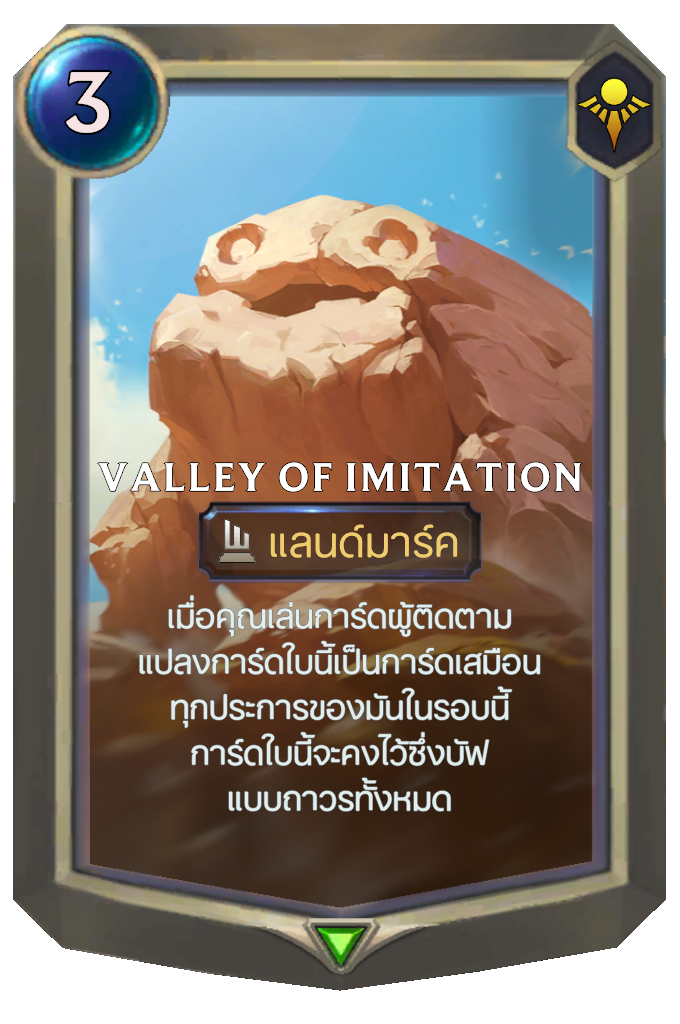 3
VALLEY OF IMITATION
แลนด์มาร์ค
เมื่อคุณเล่นการ์ดผู้ติดตาม
แปลงการ์ดใบนี้เป็นการ์ดเสมือน
ทุกประการของมันในรอบนี้
การ์ดใบนี้จะคงไว้ซึ่งบัฟ
แบบถาวรทั้งหมด